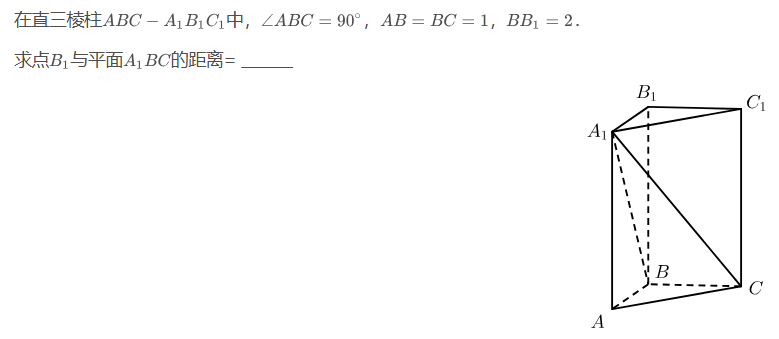 在直三棱柱ABC − A₁B₁C₁中，∠ABC = 90°，AB = BC = 1，BB₁ = 2．
求点B₁与平面A₁BC的距离= ______
B₁
C₁
A₁
B
C
A